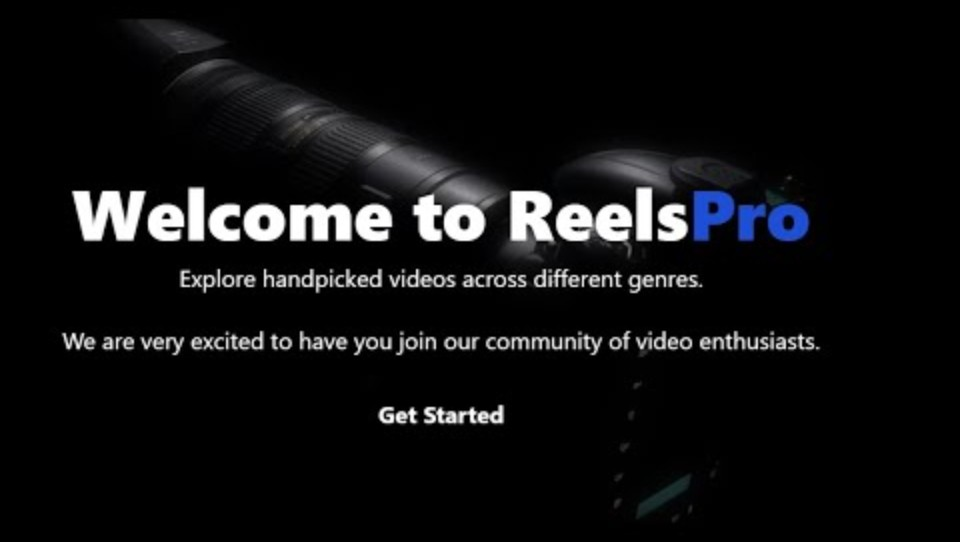 Welcome to ReelsPro
Explore handpicked videos across different genres.
We are very excited to have you join our community of video enthusiasts.
Get Started